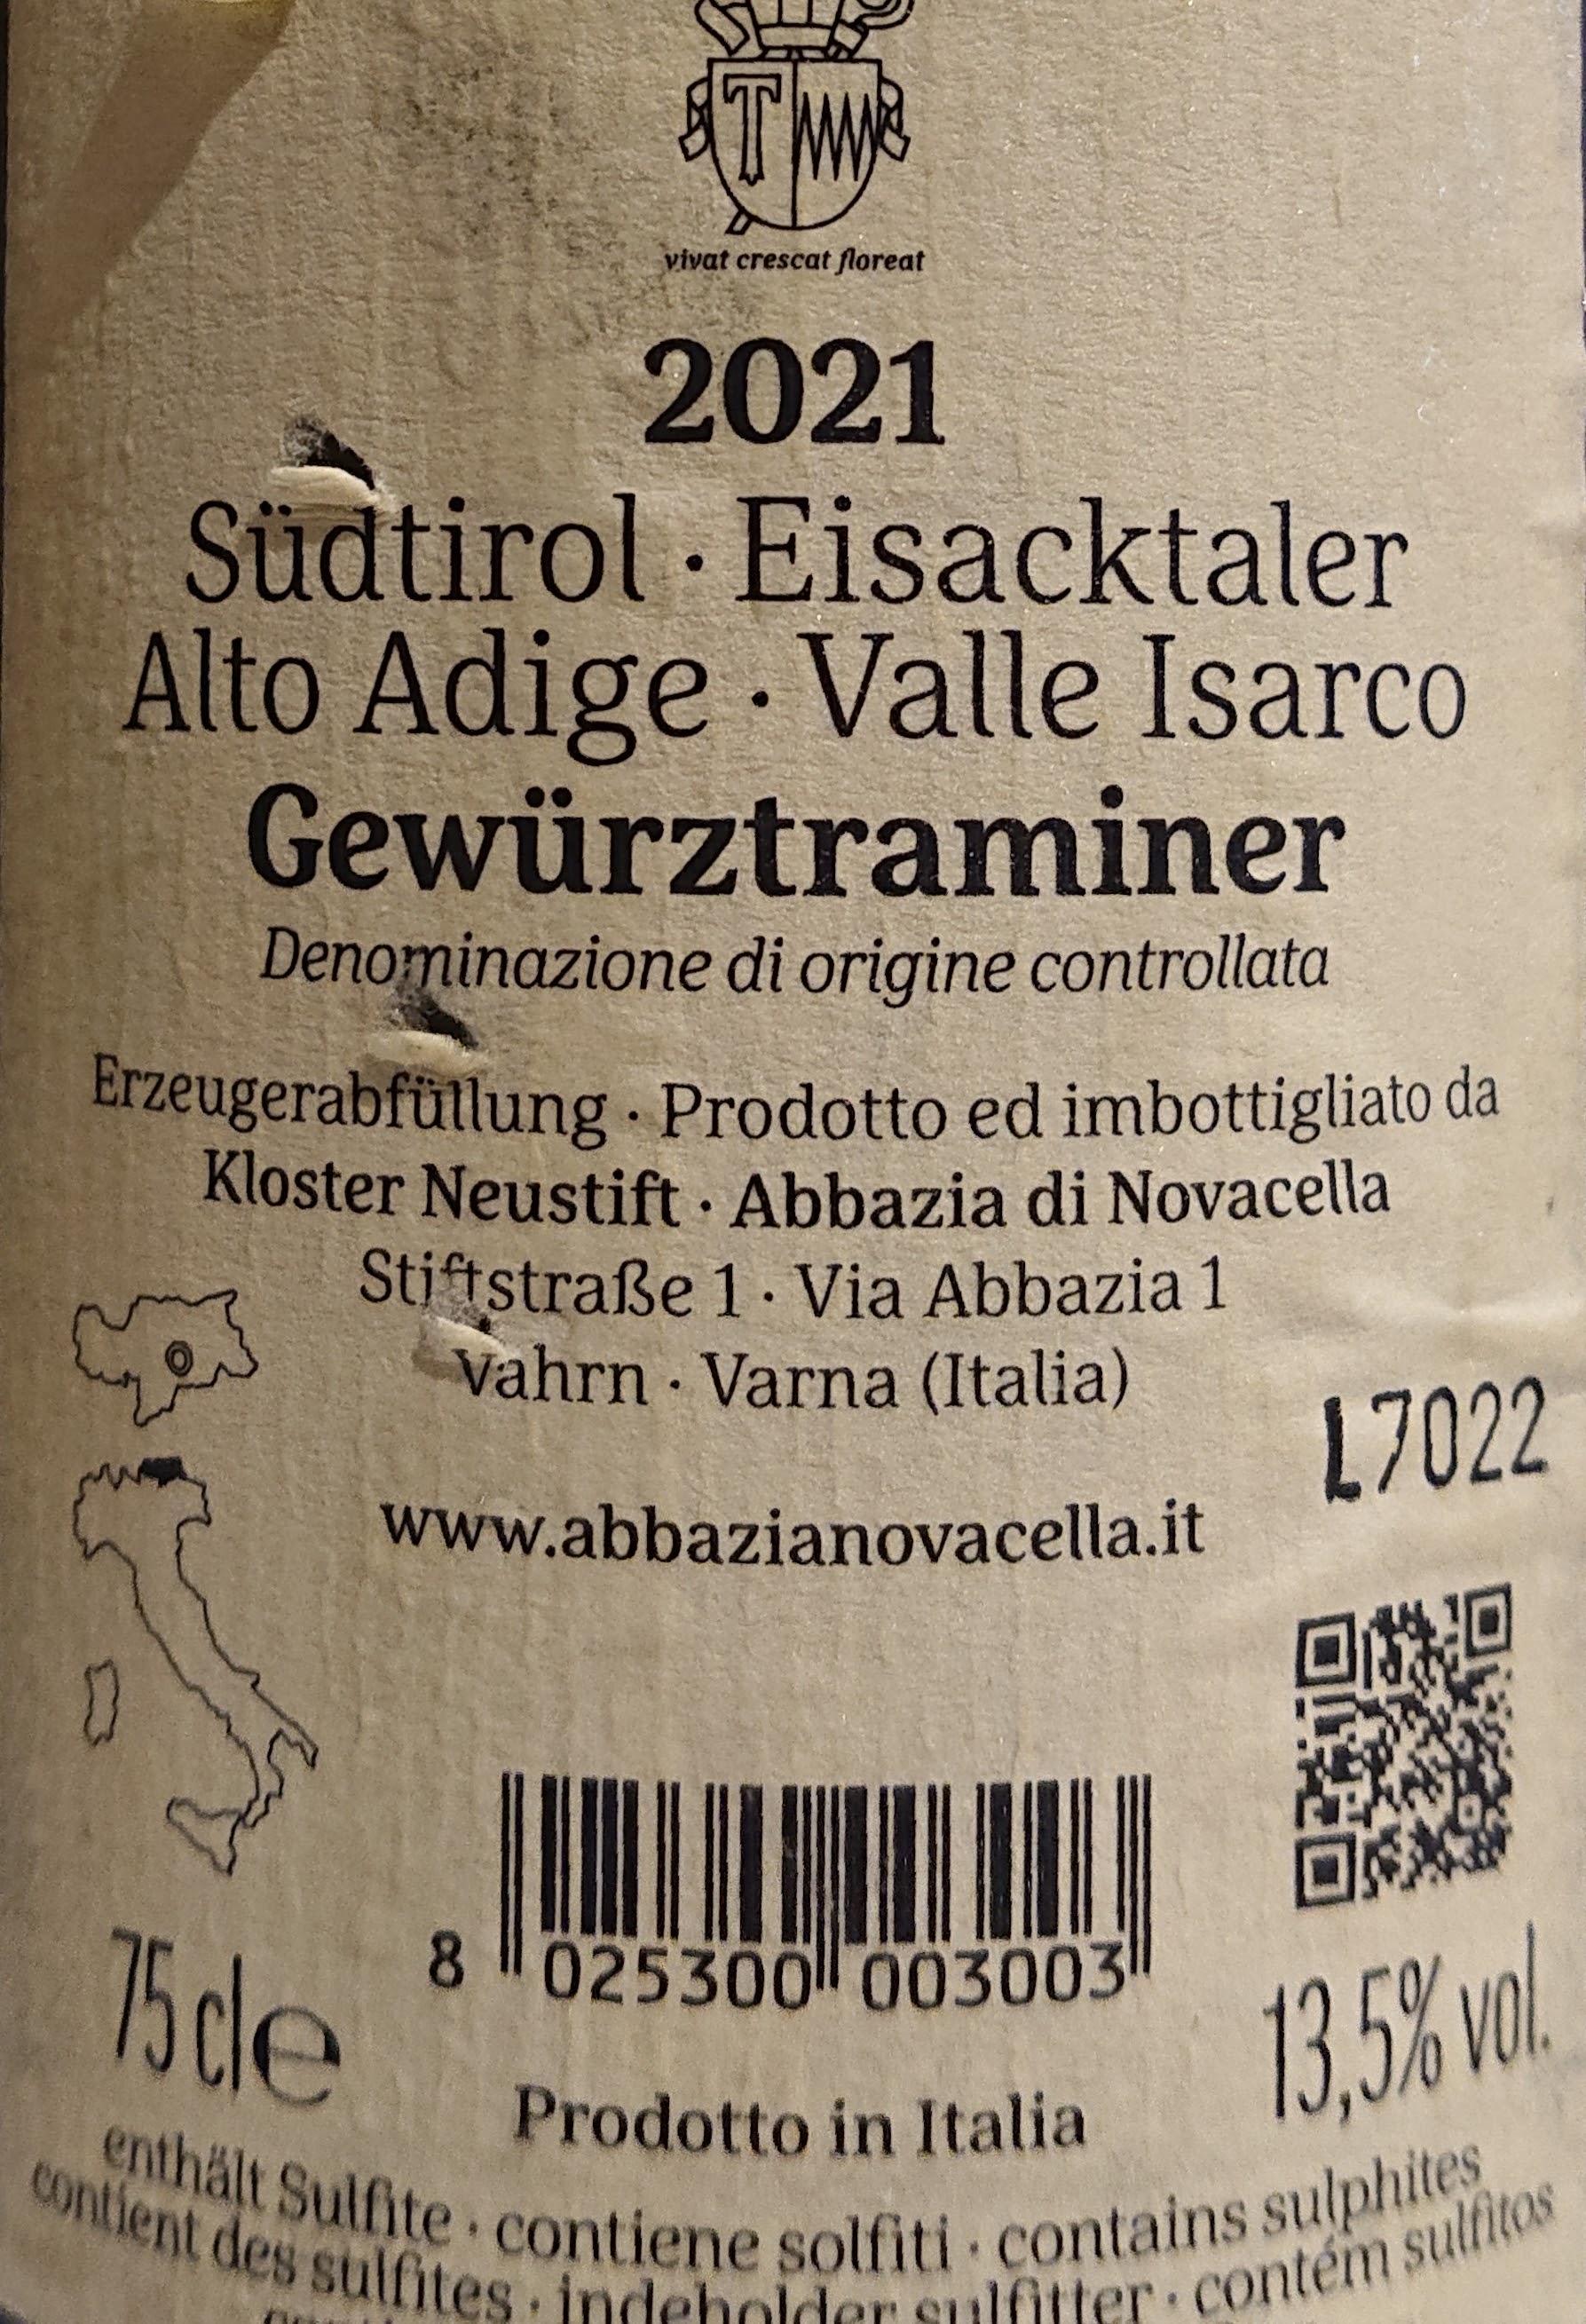 T
vivat crescat floreat
2021
Südtirol · Eisacktaler
Alto Adige · Valle Isarco
Gewürztraminer
Denominazione di origine controllata
Erzeugerabfüllung · Prodotto ed imbottigliato da
Kloster Neustift · Abbazia di Novacella
Stiftstraße 1 · Via Abbazia 1
Vahrn · Varna (Italia)
L7022
www.abbazianovacella.it
8 025300 003003
75 cl e
13,5% vol.
Prodotto in Italia
enthält Sulfite · contiene solfiti · contains sulphites
contient des sulfites · indeholder sulfitter · contém sulfitos